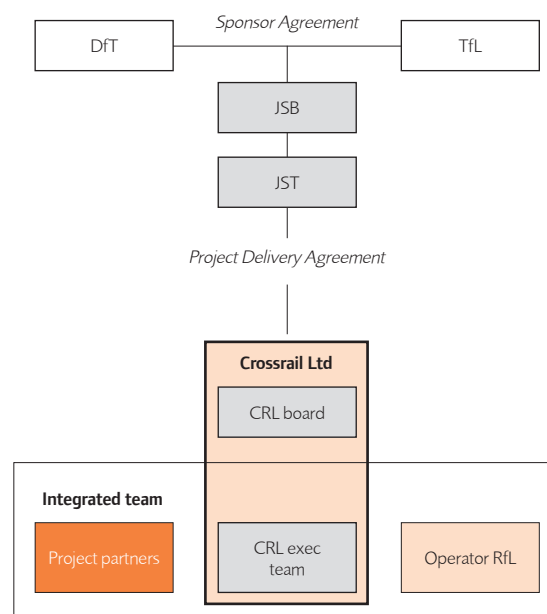 Sponsor Agreement
DfT
TfL
JSB
JST
Project Delivery Agreement
Crossrail Ltd
CRL board
Integrated team
Project partners
CRL exec
team
Operator RfL